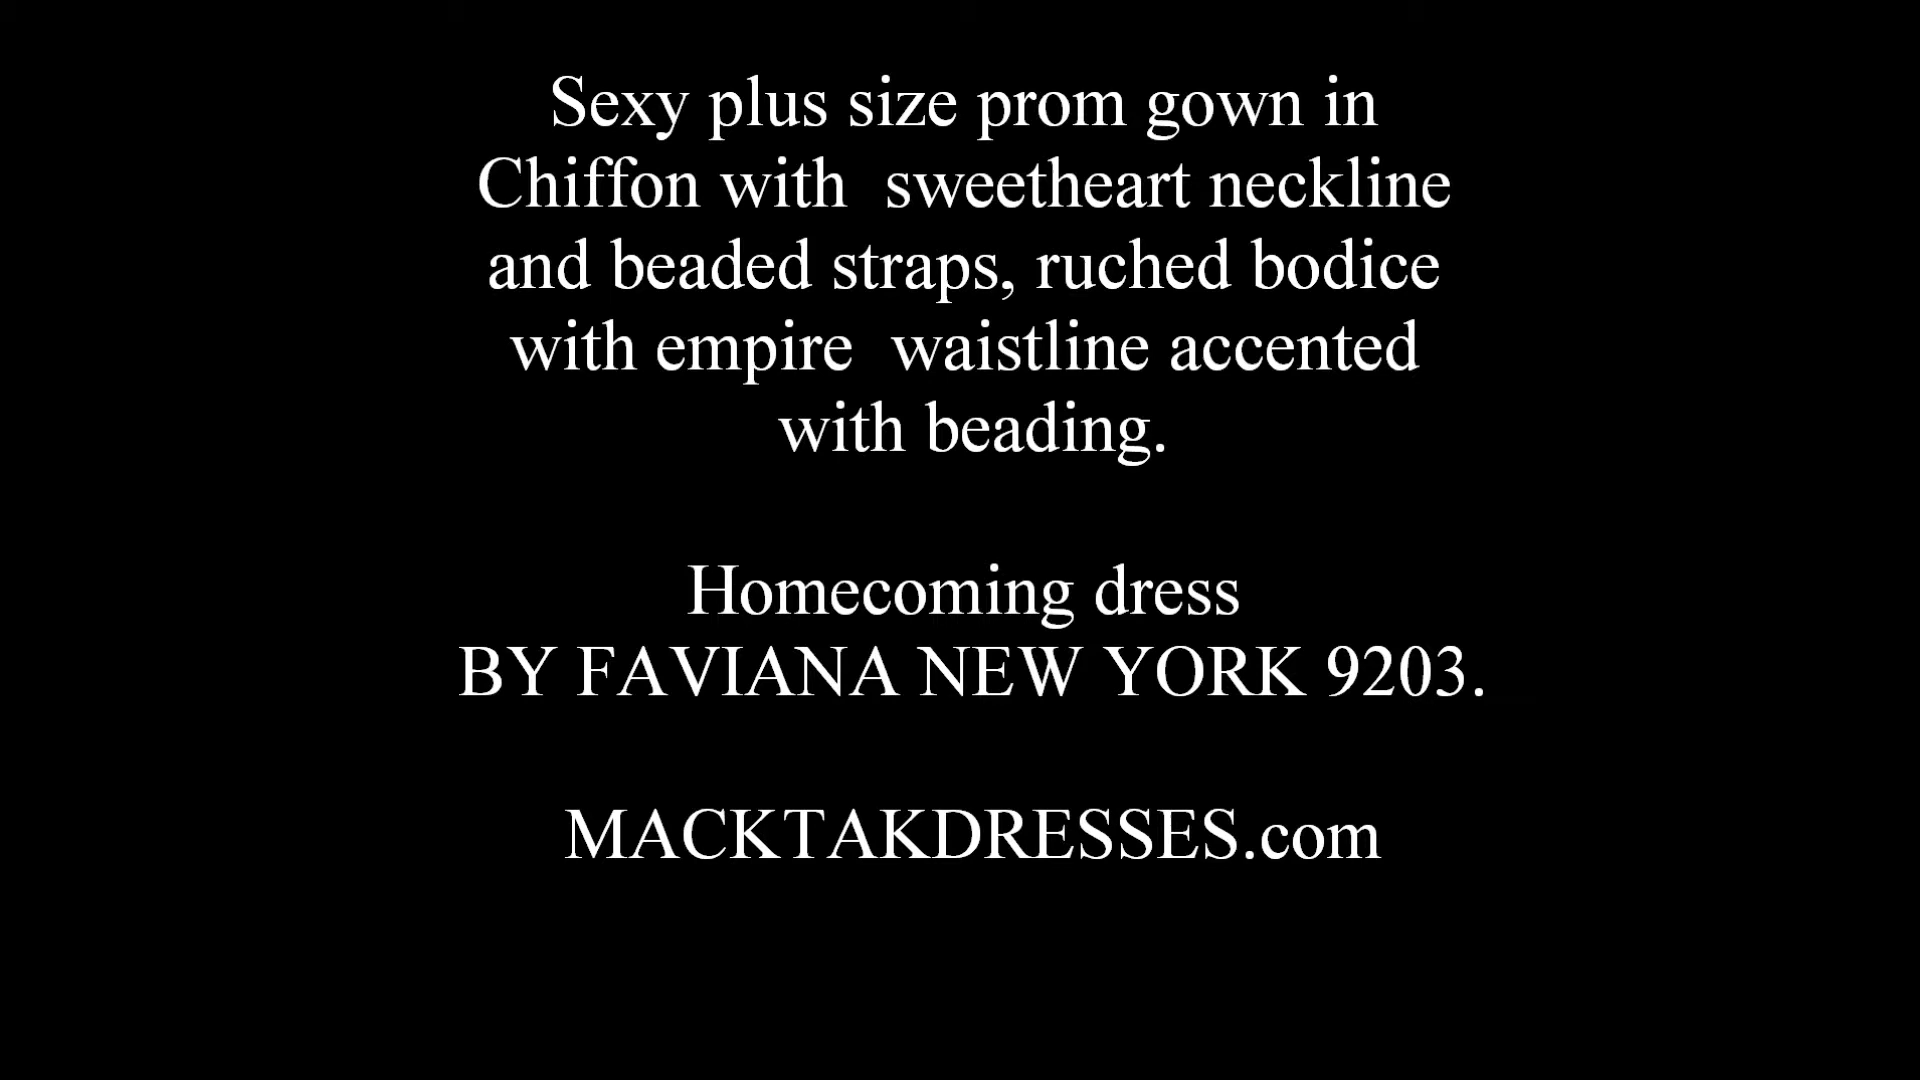 Sexy plus size prom gown in
Chiffon with  sweetheart neckline
and beaded straps, ruched bodice
with empire  waistline accented
with beading.
Homecoming dress
BY FAVIANA NEW YORK 9203.
MACKTAKDRESSES.com